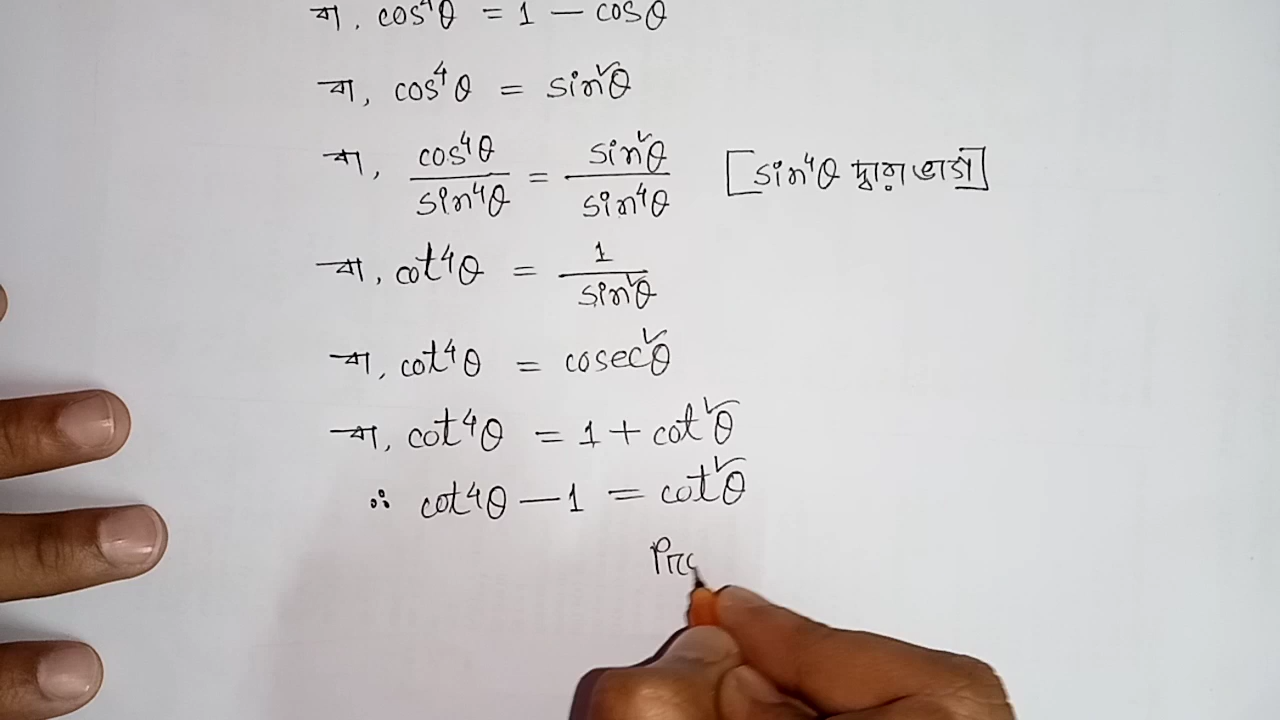 বা, cos⁴θ = 1 − cosθ
বা, cos⁴θ = sin²θ
বা, cos⁴θ/sin⁴θ = sin²θ/sin⁴θ [sin⁴θ দ্বারা ভাগ]
বা, cot⁴θ = 1/sin²θ
বা, cot⁴θ = cosec²θ
বা, cot⁴θ = 1 + cot²θ
∴ cot⁴θ − 1 = cot²θ
Pro